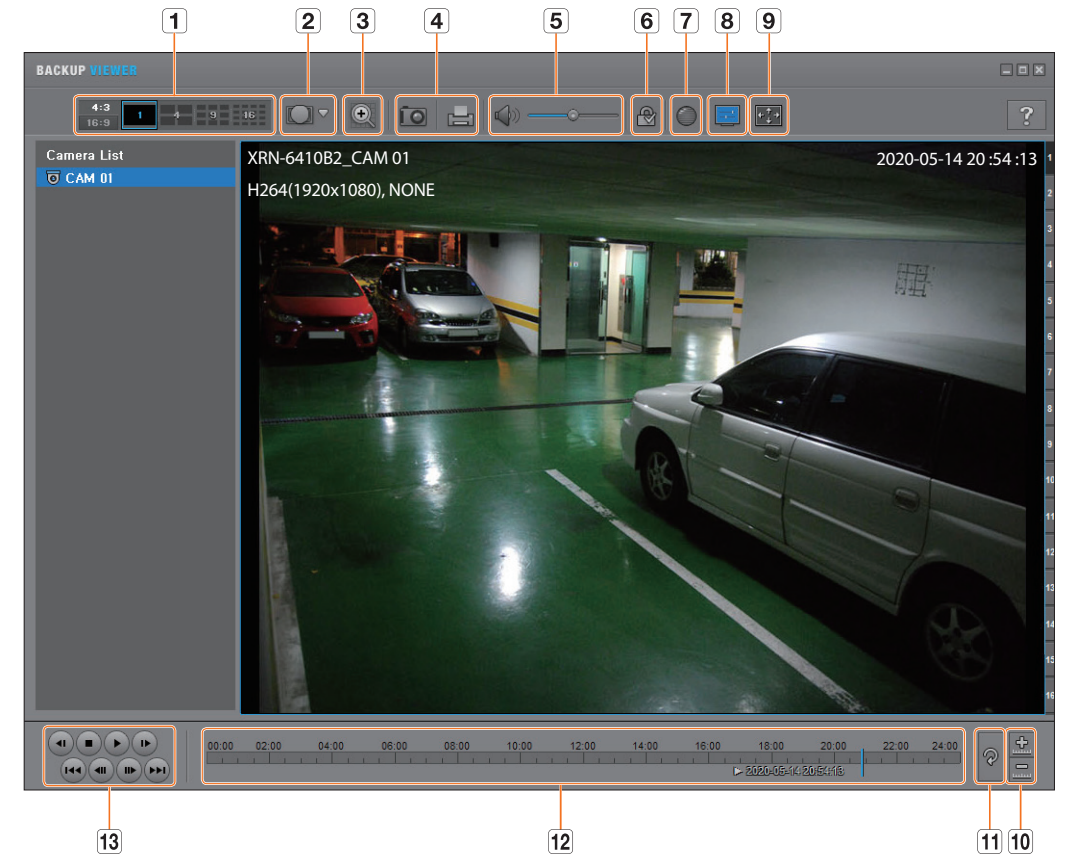 1 2 3 4 5 6 7 8 9
BACKUP VIEWER
4:3
16:9
1 4 9 16
?
Camera List
CAM 01
XRN-6410B2_CAM 01
2020-05-14 20 :54 :13
H264(1920x1080), NONE
1
2
3
4
5
6
7
8
9
10
11
12
13
14
15
16
00:00 02:00 04:00 06:00 08:00 10:00 12:00 14:00 16:00 18:00 20:00 22:00 24:00
2020-05-14 20:54:13
13 12 11 10